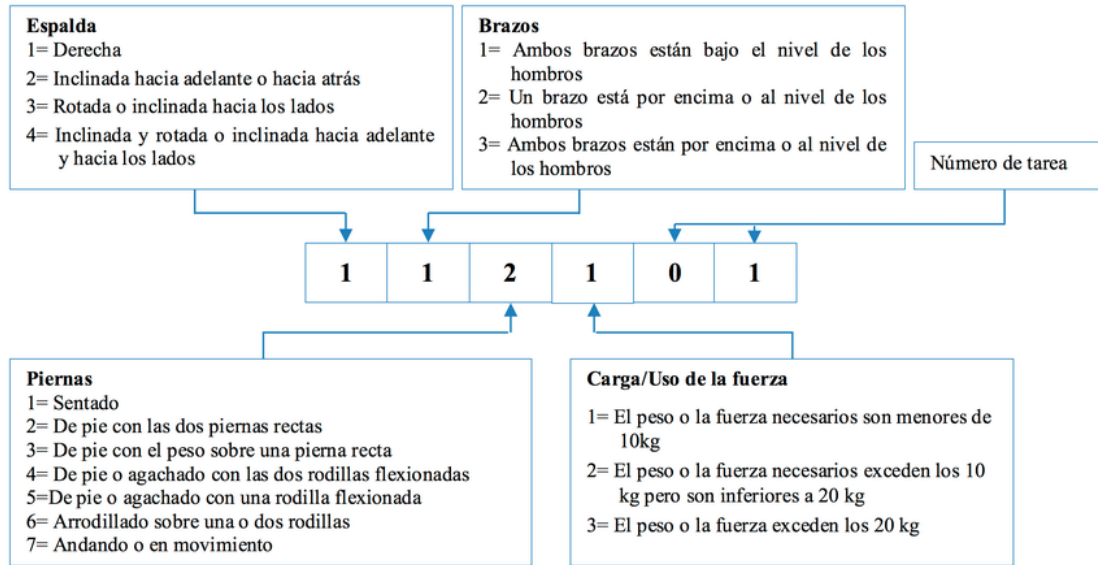 Espalda
1= Derecha
2= Inclinada hacia adelante o hacia atrás
3= Rotada o inclinada hacia los lados
4= Inclinada y rotada o inclinada hacia adelante
y hacia los lados
Brazos
1= Ambos brazos están bajo el nivel de los
hombros
2= Un brazo está por encima o al nivel de los
hombros
3= Ambos brazos están por encima o al nivel de
los hombros
Número de tarea
1 1 2 1 0 1
Piernas
1= Sentado
2= De pie con las dos piernas rectas
3= De pie con el peso sobre una pierna recta
4= De pie o agachado con las dos rodillas flexionadas
5=De pie o agachado con una rodilla flexionada
6= Arrodillado sobre una o dos rodillas
7= Andando o en movimiento
Carga/Uso de la fuerza
1= El peso o la fuerza necesarios son menores de
10kg
2= El peso o la fuerza necesarios exceden los 10
kg pero son inferiores a 20 kg
3= El peso o la fuerza exceden los 20 kg